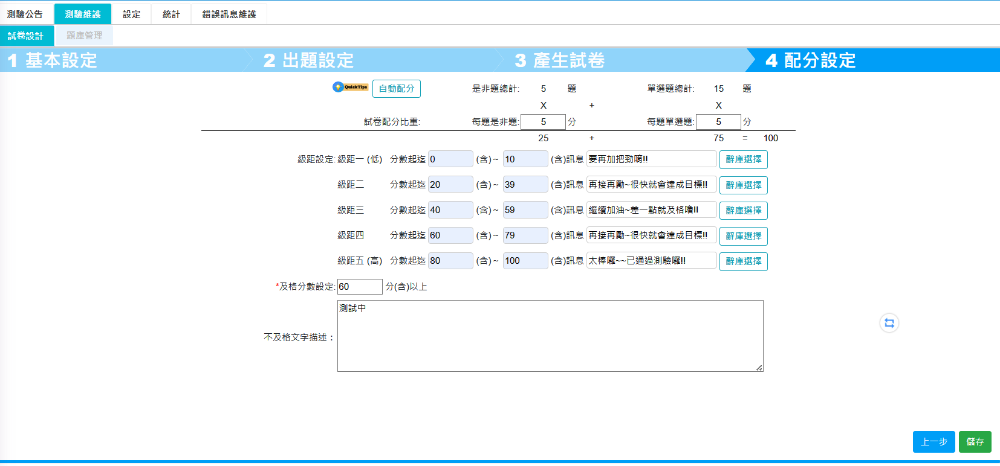 測驗公告 測驗維護 設定 統計 錯誤訊息維護
試卷設計 題庫管理
1 基本設定 2 出題設定 3 產生試卷 4 配分設定
QuickTips 自動配分 是非題總計: 5 題 單選題總計: 15 題
X + X
試卷配分比重: 每題是非題: 5 分 每題單選題: 5 分
25 + 75 = 100
級距設定: 級距一 (低) 分數起迄 0 (含)~ 10 (含)訊息 要再加把勁唷!! 辭庫選擇
級距二 分數起迄 20 (含)~ 39 (含)訊息 再接再勵~很快就會達成目標!! 辭庫選擇
級距三 分數起迄 40 (含)~ 59 (含)訊息 繼續加油~差一點就及格嚕!! 辭庫選擇
級距四 分數起迄 60 (含)~ 79 (含)訊息 再接再勵~很快就會達成目標!! 辭庫選擇
級距五 (高) 分數起迄 80 (含)~ 100 (含)訊息 太棒囉~~已通過測驗囉!! 辭庫選擇
*及格分數設定: 60 分(含)以上
測試中
不及格文字描述：
上一步 儲存